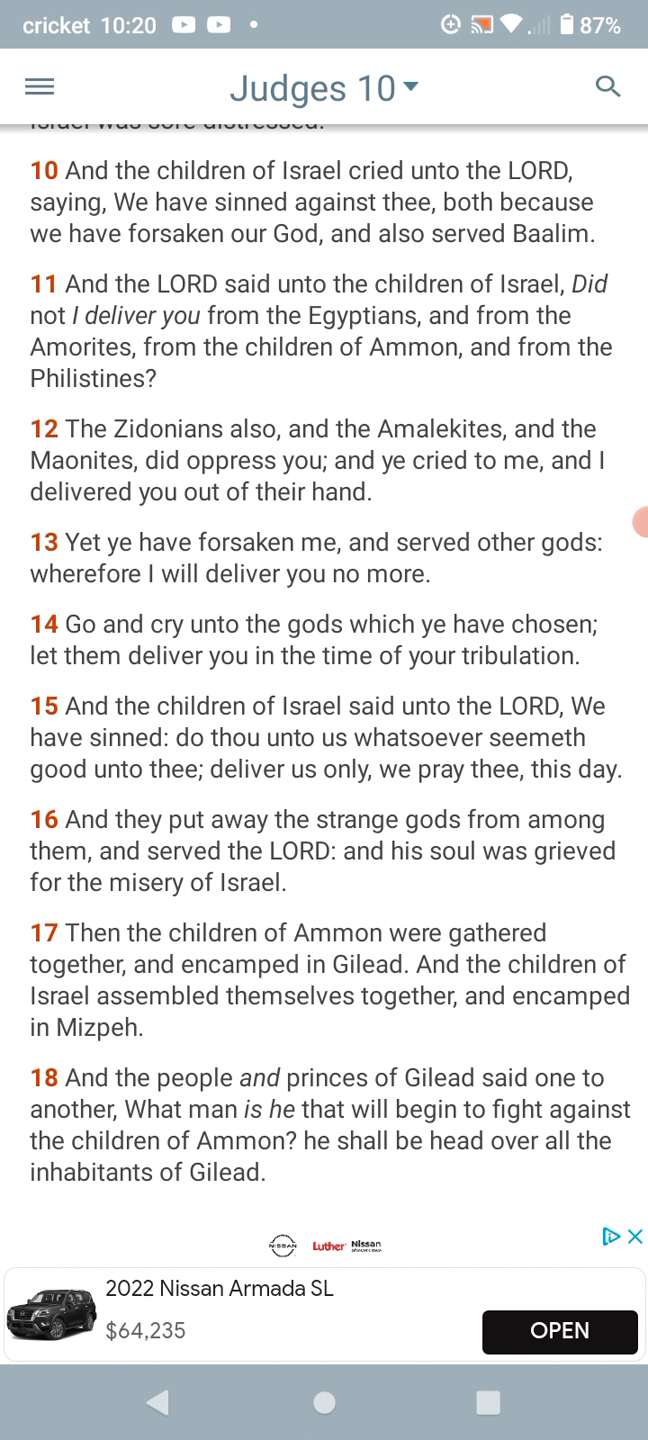 cricket 10:20
87%
Judges 10
Israel was sore distressed.
10 And the children of Israel cried unto the LORD,
saying, We have sinned against thee, both because
we have forsaken our God, and also served Baalim.
11 And the LORD said unto the children of Israel, Did
not I deliver you from the Egyptians, and from the
Amorites, from the children of Ammon, and from the
Philistines?
12 The Zidonians also, and the Amalekites, and the
Maonites, did oppress you; and ye cried to me, and I
delivered you out of their hand.
13 Yet ye have forsaken me, and served other gods:
wherefore I will deliver you no more.
14 Go and cry unto the gods which ye have chosen;
let them deliver you in the time of your tribulation.
15 And the children of Israel said unto the LORD, We
have sinned: do thou unto us whatsoever seemeth
good unto thee; deliver us only, we pray thee, this day.
16 And they put away the strange gods from among
them, and served the LORD: and his soul was grieved
for the misery of Israel.
17 Then the children of Ammon were gathered
together, and encamped in Gilead. And the children of
Israel assembled themselves together, and encamped
in Mizpeh.
18 And the people and princes of Gilead said one to
another, What man is he that will begin to fight against
the children of Ammon? he shall be head over all the
inhabitants of Gilead.
NISSAN Luther Nissan
2022 Nissan Armada SL
$64,235
OPEN